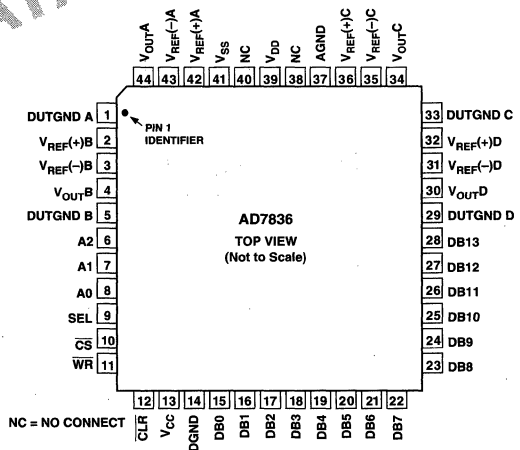 VOUTA VREF(–)A VREF(+)A VSS NC VDD NC AGND VREF(+)C VREF(–)C VOUTC
44 43 42 41 40 39 38 37 36 35 34
DUTGND A 1
VREF(+)B 2
VREF(–)B 3
VOUTB 4
DUTGND B 5
A2 6
A1 7
A0 8
SEL 9
CS 10
WR 11
PIN 1
IDENTIFIER
AD7836
TOP VIEW
(Not to Scale)
33 DUTGND C
32 VREF(+)D
31 VREF(–)D
30 VOUTD
29 DUTGND D
28 DB13
27 DB12
26 DB11
25 DB10
24 DB9
23 DB8
12 13 14 15 16 17 18 19 20 21 22
CLR VCC DGND DB0 DB1 DB2 DB3 DB4 DB5 DB6 DB7
NC = NO CONNECT